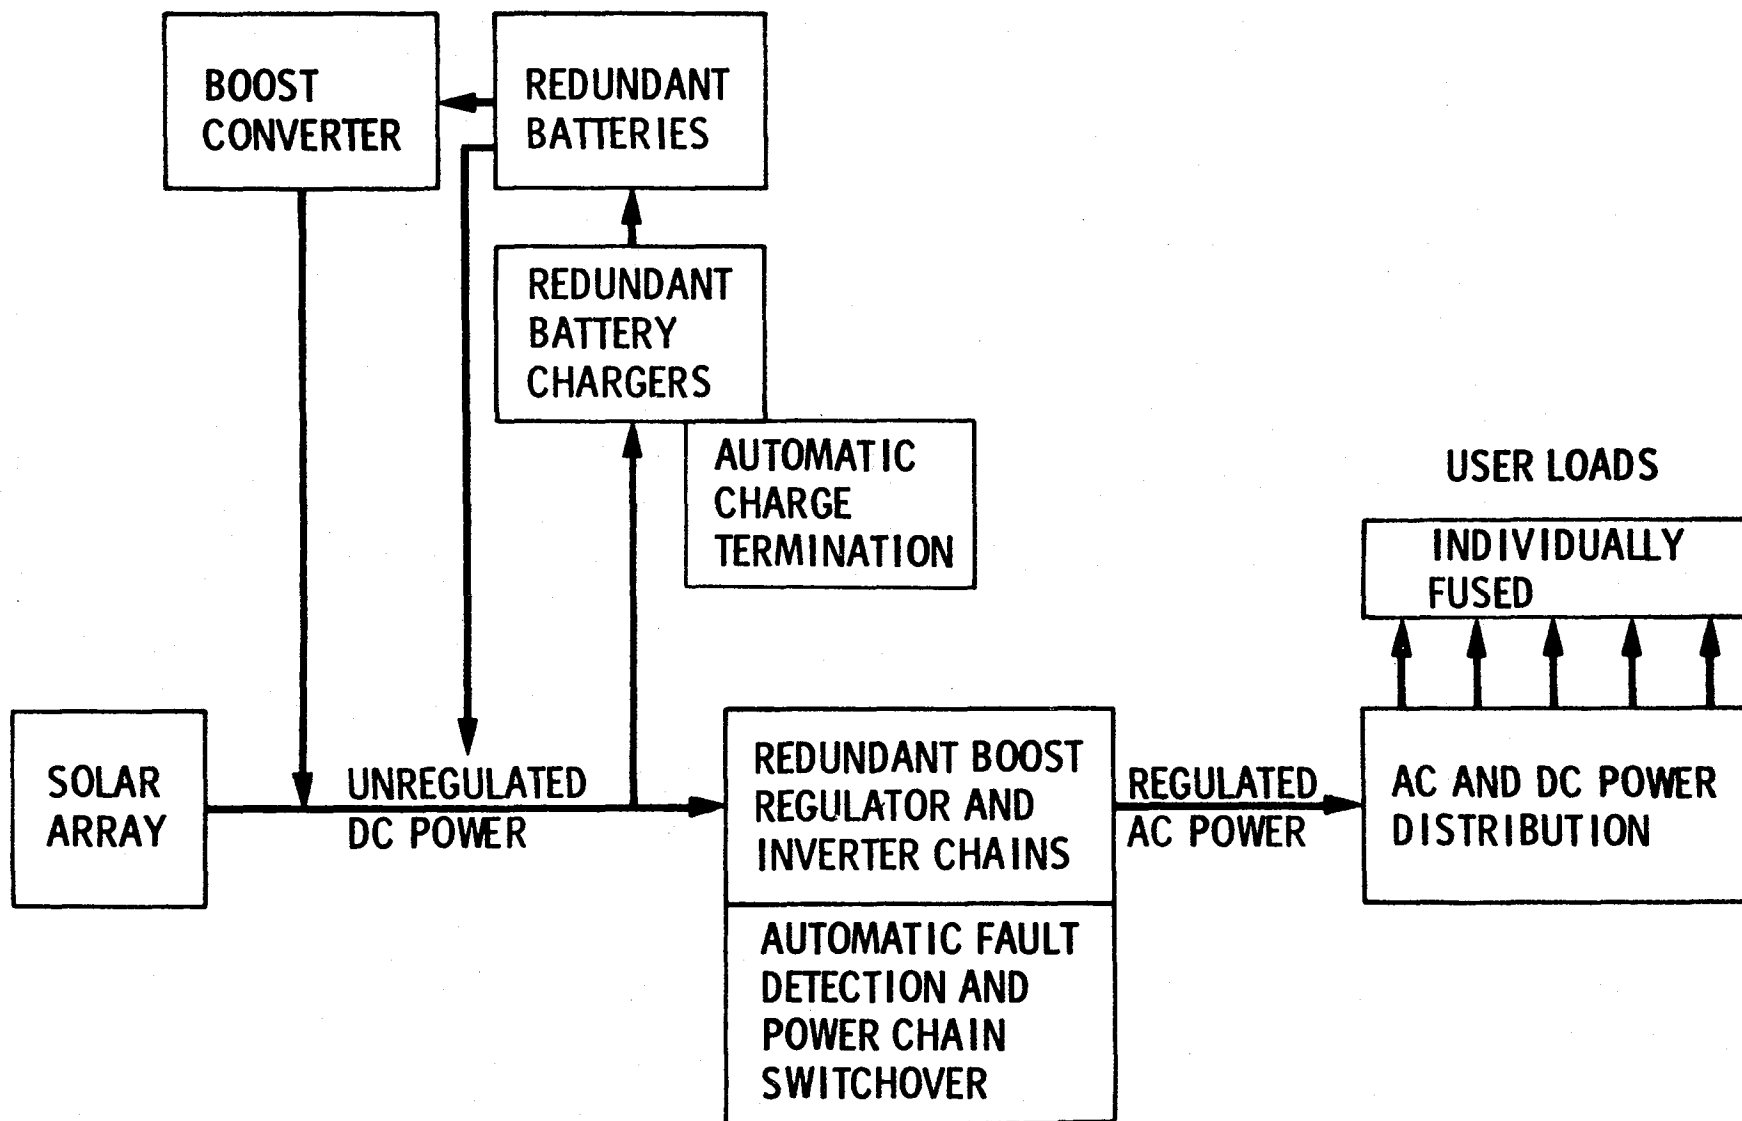 BOOST
CONVERTER
REDUNDANT
BATTERIES
REDUNDANT
BATTERY
CHARGERS
AUTOMATIC
CHARGE
TERMINATION
USER LOADS
INDIVIDUALLY
FUSED
SOLAR
ARRAY
UNREGULATED
DC POWER
REDUNDANT BOOST
REGULATOR AND
INVERTER CHAINS
REGULATED
AC POWER
AC AND DC POWER
DISTRIBUTION
AUTOMATIC FAULT
DETECTION AND
POWER CHAIN
SWITCHOVER